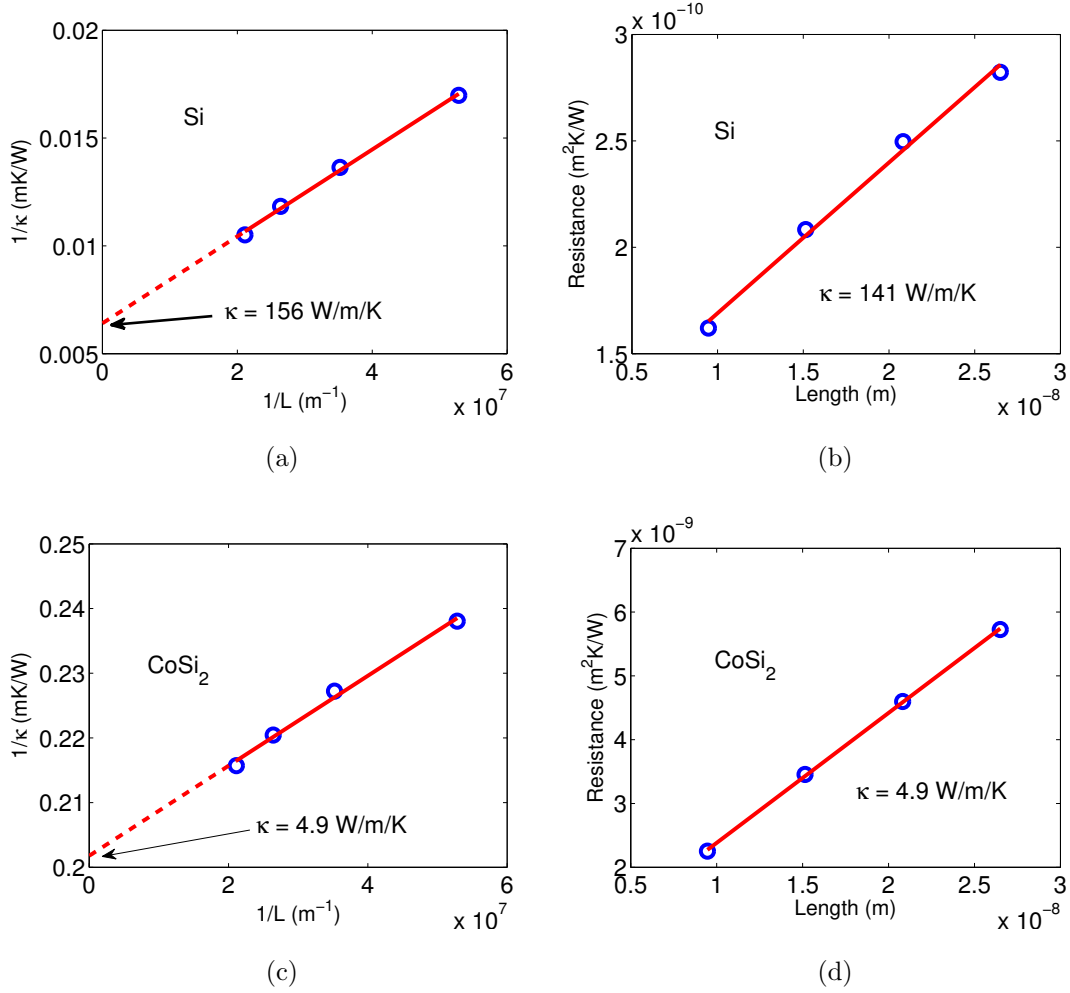 0.02
0.015
0.01
0.005
1/κ (mK/W)
Si
κ = 156 W/m/K
0 2 4 6
1/L (m⁻¹)
x 10⁷
(a)
x 10⁻¹⁰
3
2.5
2
1.5
Resistance (m²K/W)
Si
κ = 141 W/m/K
0.5 1 1.5 2 2.5 3
Length (m)
x 10⁻⁸
(b)
0.25
0.24
0.23
0.22
0.21
0.2
1/κ (mK/W)
CoSi₂
κ = 4.9 W/m/K
0 2 4 6
1/L (m⁻¹)
x 10⁷
(c)
x 10⁻⁹
7
6
5
4
3
2
Resistance (m²K/W)
CoSi₂
κ = 4.9 W/m/K
0.5 1 1.5 2 2.5 3
Length (m)
x 10⁻⁸
(d)